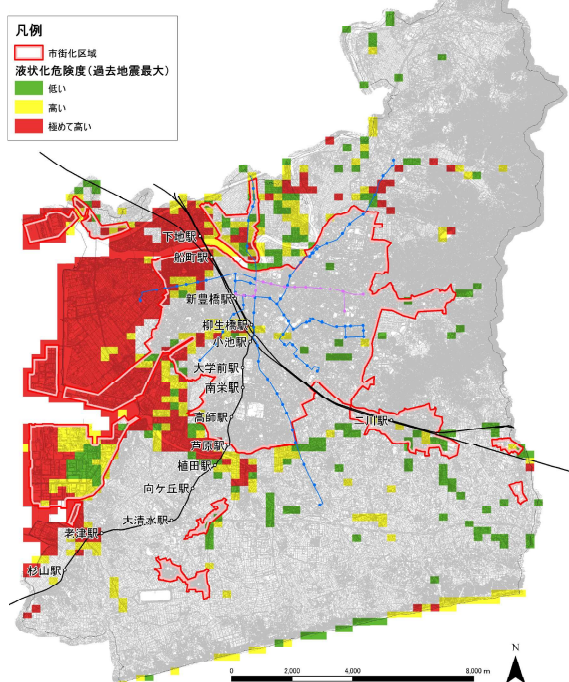 凡例
市街化区域
液状化危険度(過去地震最大)
低い
高い
極めて高い
下地駅
船町駅
新豊橋駅
柳生橋駅
小池駅
大学前駅
南栄駅
高師駅
二川駅
芦原駅
植田駅
向ケ丘駅
大清水駅
老津駅
杉山駅
N
0 2,000 4,000 8,000 m